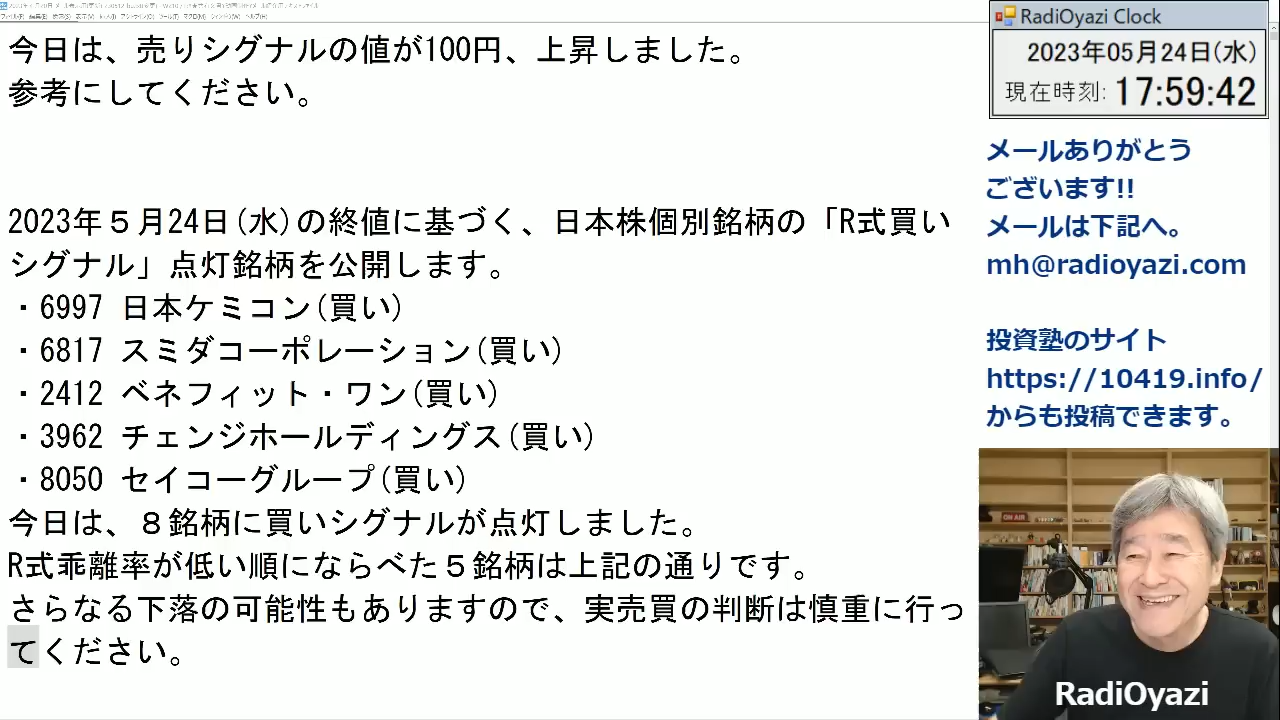 今日は、売りシグナルの値が100円、上昇しました。
参考にしてください。
2023年５月24日(水)の終値に基づく、日本株個別銘柄の「R式買い
シグナル」点灯銘柄を公開します。
・6997 日本ケミコン(買い)
・6817 スミダコーポレーション(買い)
・2412 ベネフィット・ワン(買い)
・3962 チェンジホールディングス(買い)
・8050 セイコーグループ(買い)
今日は、８銘柄に買いシグナルが点灯しました。
R式乖離率が低い順にならべた５銘柄は上記の通りです。
さらなる下落の可能性もありますので、実売買の判断は慎重に行っ
てください。
RadiOyazi Clock
2023年05月24日(水)
現在時刻: 17:59:42
メールありがとう
ございます!!
メールは下記へ。
mh@radioyazi.com
投資塾のサイト
https://10419.info/
からも投稿できます。
ON AIR
RadiOyazi